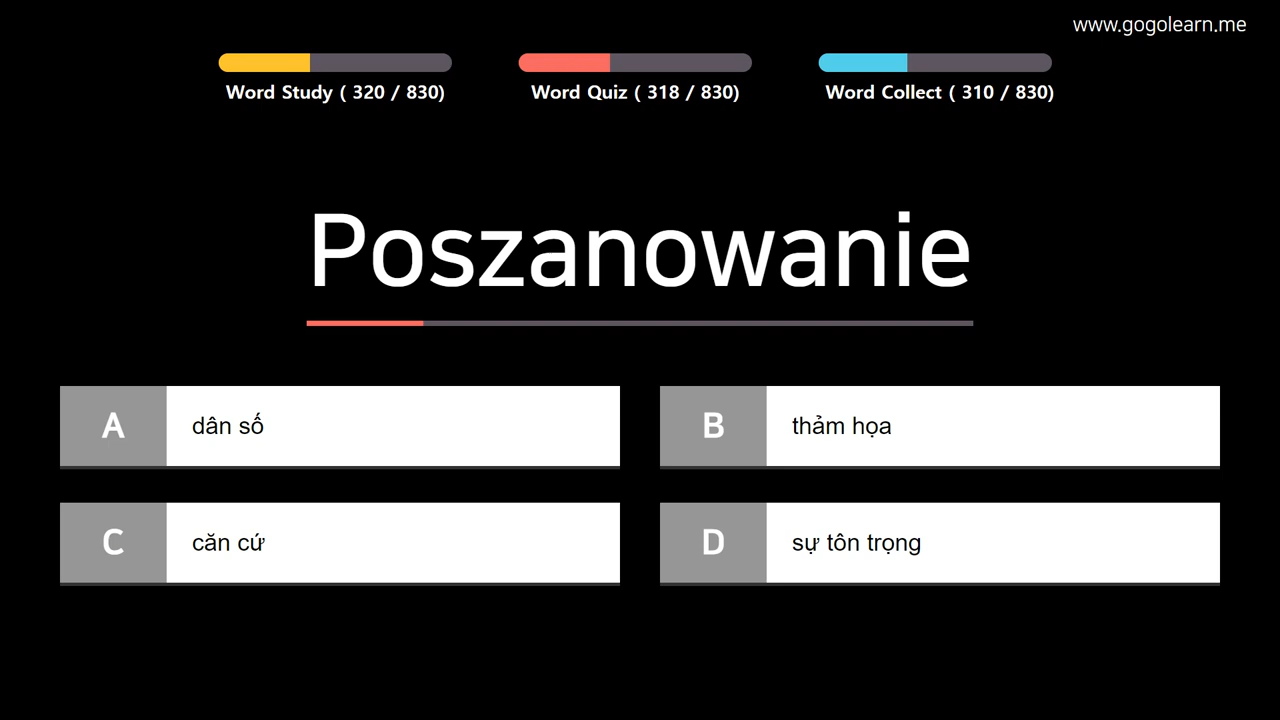 www.gogolearn.me
Word Study ( 320 / 830)
Word Quiz ( 318 / 830)
Word Collect ( 310 / 830)
Poszanowanie
A dân số
B thảm họa
C căn cứ
D sự tôn trọng